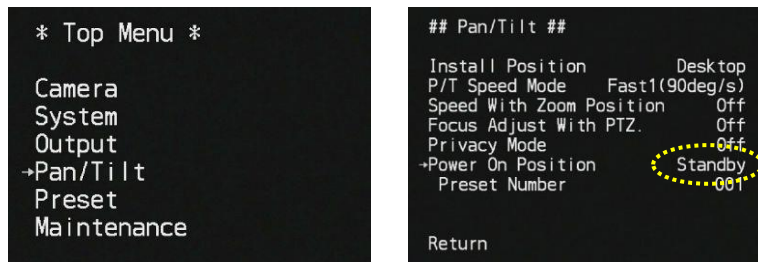 * Top Menu *
Camera
System
Output
→Pan/Tilt
Preset
Maintenance
## Pan/Tilt ##
Install Position Desktop
P/T Speed Mode Fast1(90deg/s)
Speed With Zoom Position Off
Focus Adjust With PTZ. Off
Privacy Mode Off
→Power On Position Standby
Preset Number 001
Return